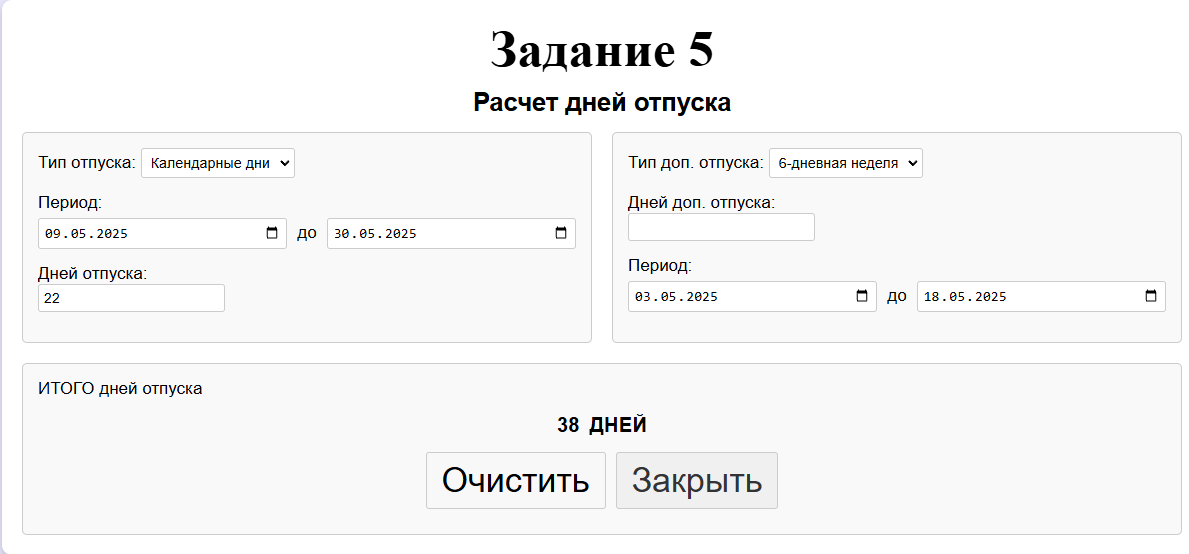 Задание 5
Расчет дней отпуска
Тип отпуска: Календарные дни
Период:
09.05.2025 до 30.05.2025
Дней отпуска:
22
Тип доп. отпуска: 6-дневная неделя
Дней доп. отпуска:
Период:
03.05.2025 до 18.05.2025
ИТОГО дней отпуска
38 ДНЕЙ
Очистить Закрыть